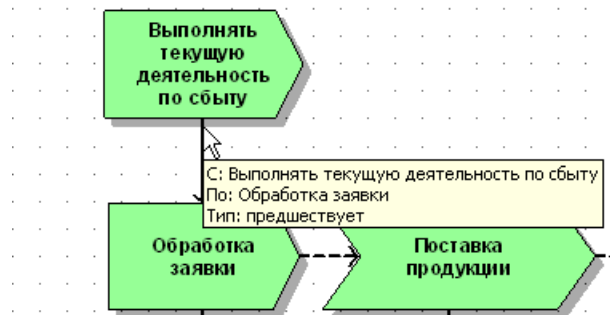 Выполнять
текущую
деятельность
по сбыту
С: Выполнять текущую деятельность по сбыту
По: Обработка заявки
Тип: предшествует
Обработка
заявки
Поставка
продукции